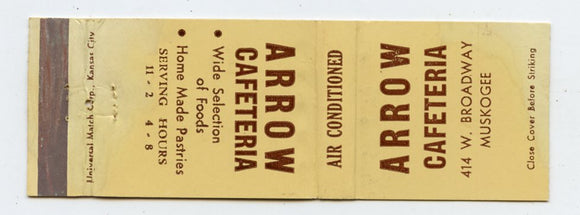 ARROW
CAFETERIA
• Wide Selection
of Foods
• Home Made Pastries
SERVING HOURS
11 - 2 4 - 8
Universal Match Corp., Kansas City
AIR CONDITIONED
ARROW
CAFETERIA
414 W. BROADWAY
MUSKOGEE
Close Cover Before Striking